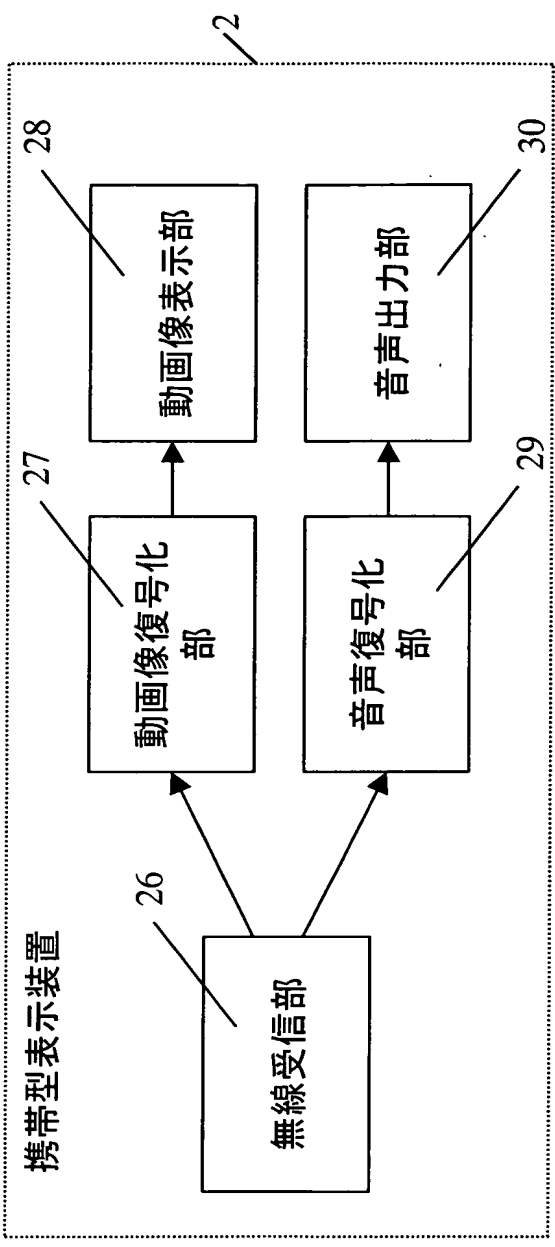 携帯型表示装置
2
26
無線受信部
27
動画像復号化
部
28
動画像表示部
29
音声復号化
部
30
音声出力部